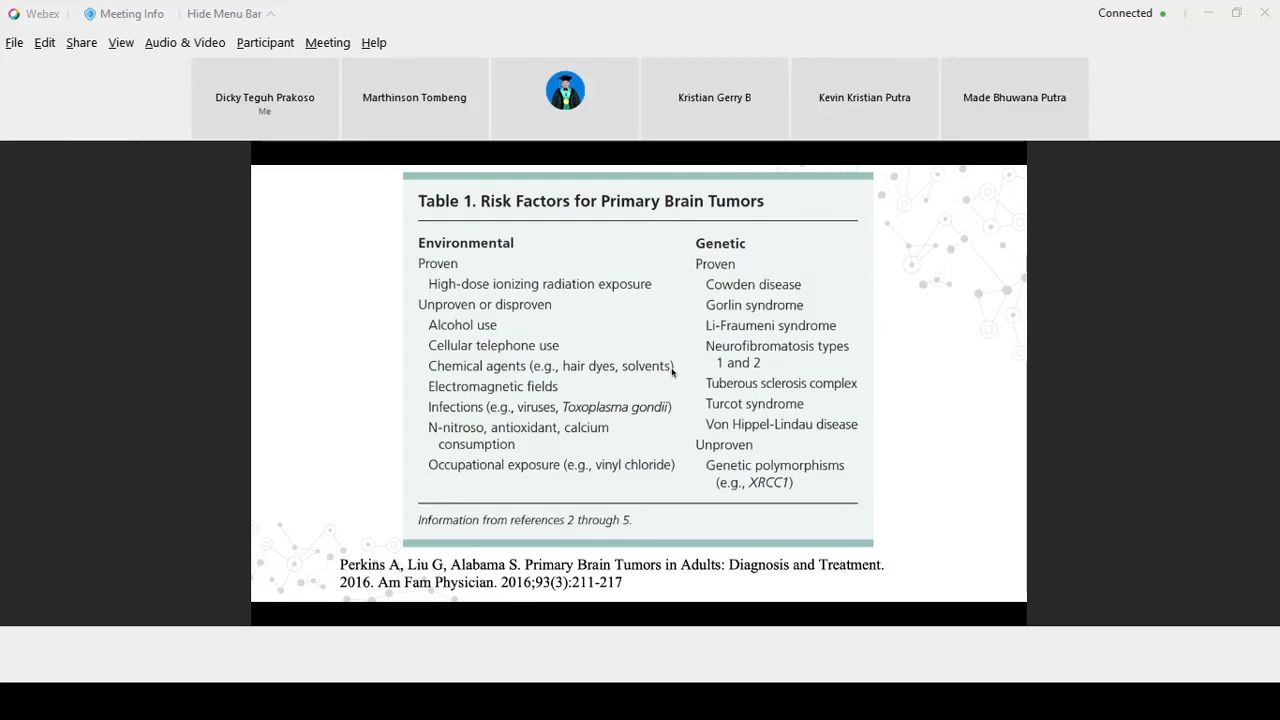 Webex
Meeting Info
Hide Menu Bar
Connected
File Edit Share View Audio & Video Participant Meeting Help
Dicky Teguh Prakoso
Me
Marthinson Tombeng
Kristian Gerry B
Kevin Kristian Putra
Made Bhuwana Putra
Table 1. Risk Factors for Primary Brain Tumors
Environmental
Proven
High-dose ionizing radiation exposure
Unproven or disproven
Alcohol use
Cellular telephone use
Chemical agents (e.g., hair dyes, solvents)
Electromagnetic fields
Infections (e.g., viruses, Toxoplasma gondii)
N-nitroso, antioxidant, calcium
consumption
Occupational exposure (e.g., vinyl chloride)
Genetic
Proven
Cowden disease
Gorlin syndrome
Li-Fraumeni syndrome
Neurofibromatosis types
1 and 2
Tuberous sclerosis complex
Turcot syndrome
Von Hippel-Lindau disease
Unproven
Genetic polymorphisms
(e.g., XRCC1)
Information from references 2 through 5.
Perkins A, Liu G, Alabama S. Primary Brain Tumors in Adults: Diagnosis and Treatment.
2016. Am Fam Physician. 2016;93(3):211-217